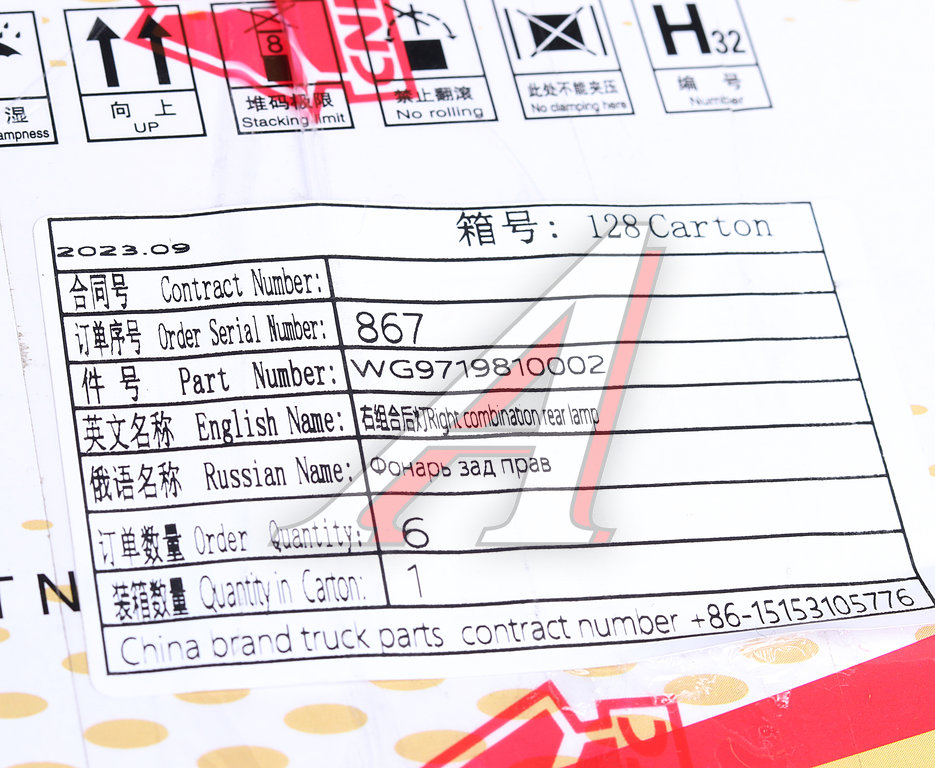 8
H32
湿
ampness
向 上
UP
堆码极限
Stacking limit
禁止翻滚
No rolling
此处不能夹压
No clamping here
编 号
Number
2023.09
箱号: 128 Carton
合同号 Contract Number:
订单序号 Order Serial Number: 867
件 号 Part Number: WG9719810002
英文名称 English Name: 右组合后灯Right combination rear lamp
俄语名称 Russian Name: Фонарь зад прав
订单数量 Order Quantity: 6
装箱数量 Quantity in Carton: 1
China brand truck parts contract number +86-15153105776
TN